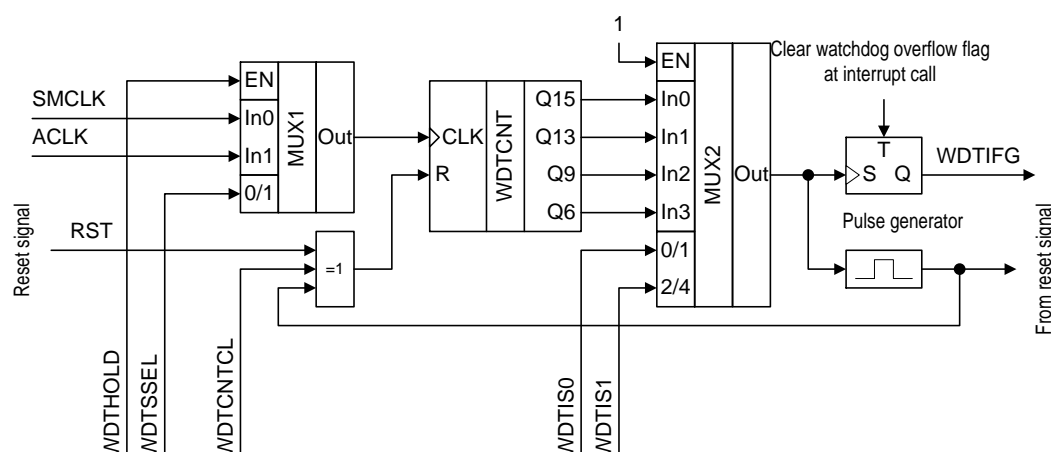 1
Clear watchdog overflow flag
at interrupt call
EN
EN
SMCLK
In0
MUX1
Out
Q15
In0
ACLK
In1
CLK
WDTCNT
Q13
In1
MUX2
T
WDTIFG
0/1
R
Q9
In2
Out
S
Q
Q6
In3
Reset signal
RST
=1
0/1
2/4
Pulse generator
From reset signal
WDTHOLD
WDTSSEL
WDTCNTCL
WDTIS0
WDTIS1